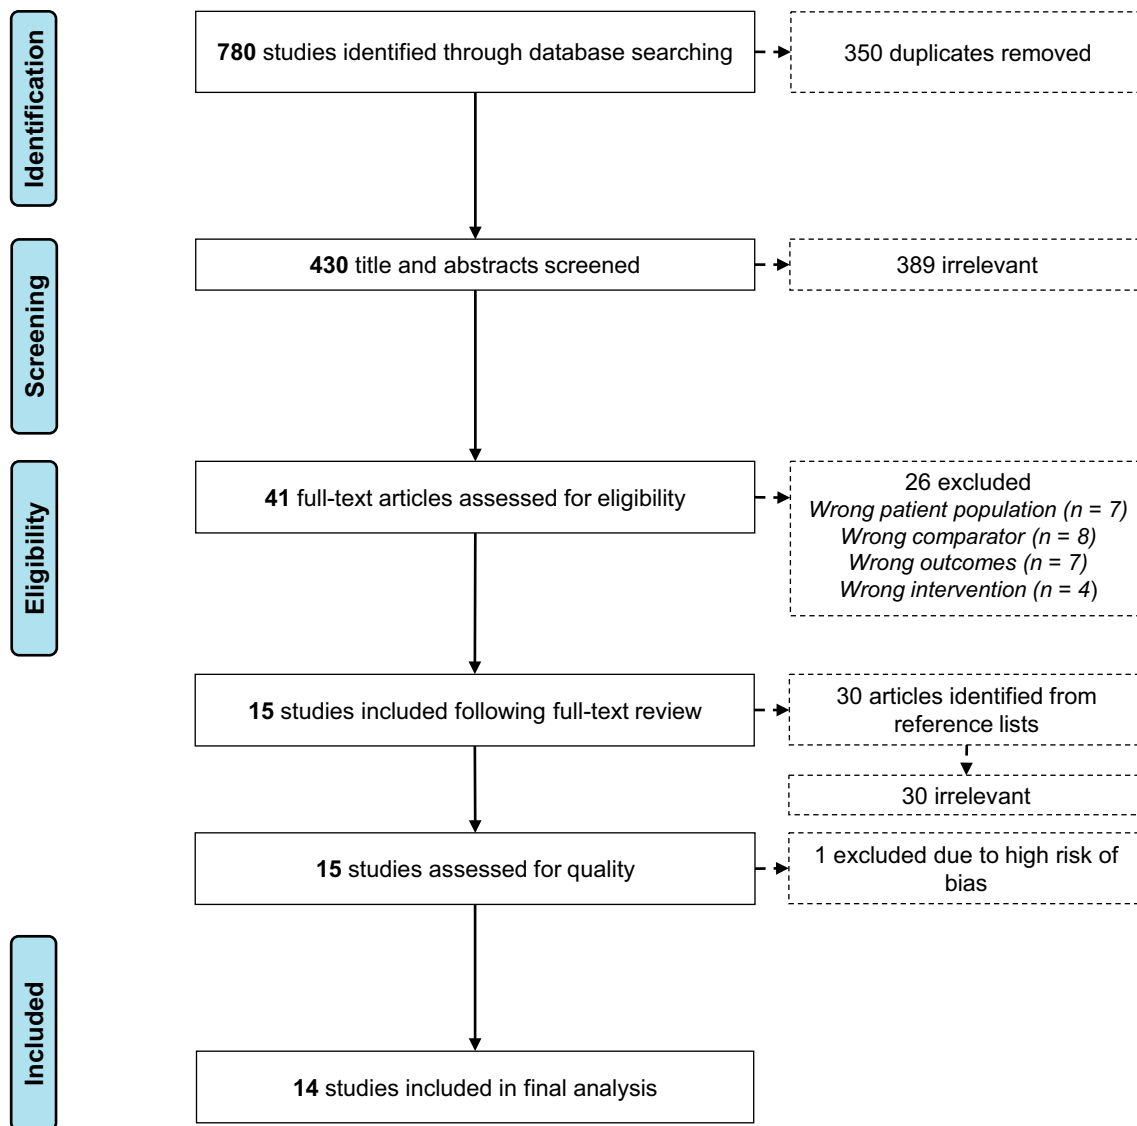 Identification
780 studies identified through database searching
350 duplicates removed
Screening
430 title and abstracts screened
389 irrelevant
Eligibility
41 full-text articles assessed for eligibility
26 excluded
Wrong patient population (n = 7)
Wrong comparator (n = 8)
Wrong outcomes (n = 7)
Wrong intervention (n = 4)
15 studies included following full-text review
30 articles identified from
reference lists
30 irrelevant
15 studies assessed for quality
1 excluded due to high risk of
bias
Included
14 studies included in final analysis